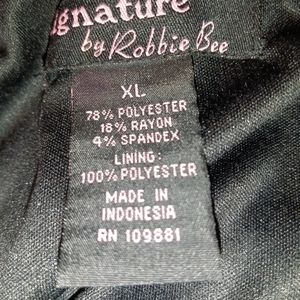 ignature
by Robbie Bee
XL
78% POLYESTER
18% RAYON
4% SPANDEX
LINING:
100% POLYESTER
MADE IN
INDONESIA
RN 109881